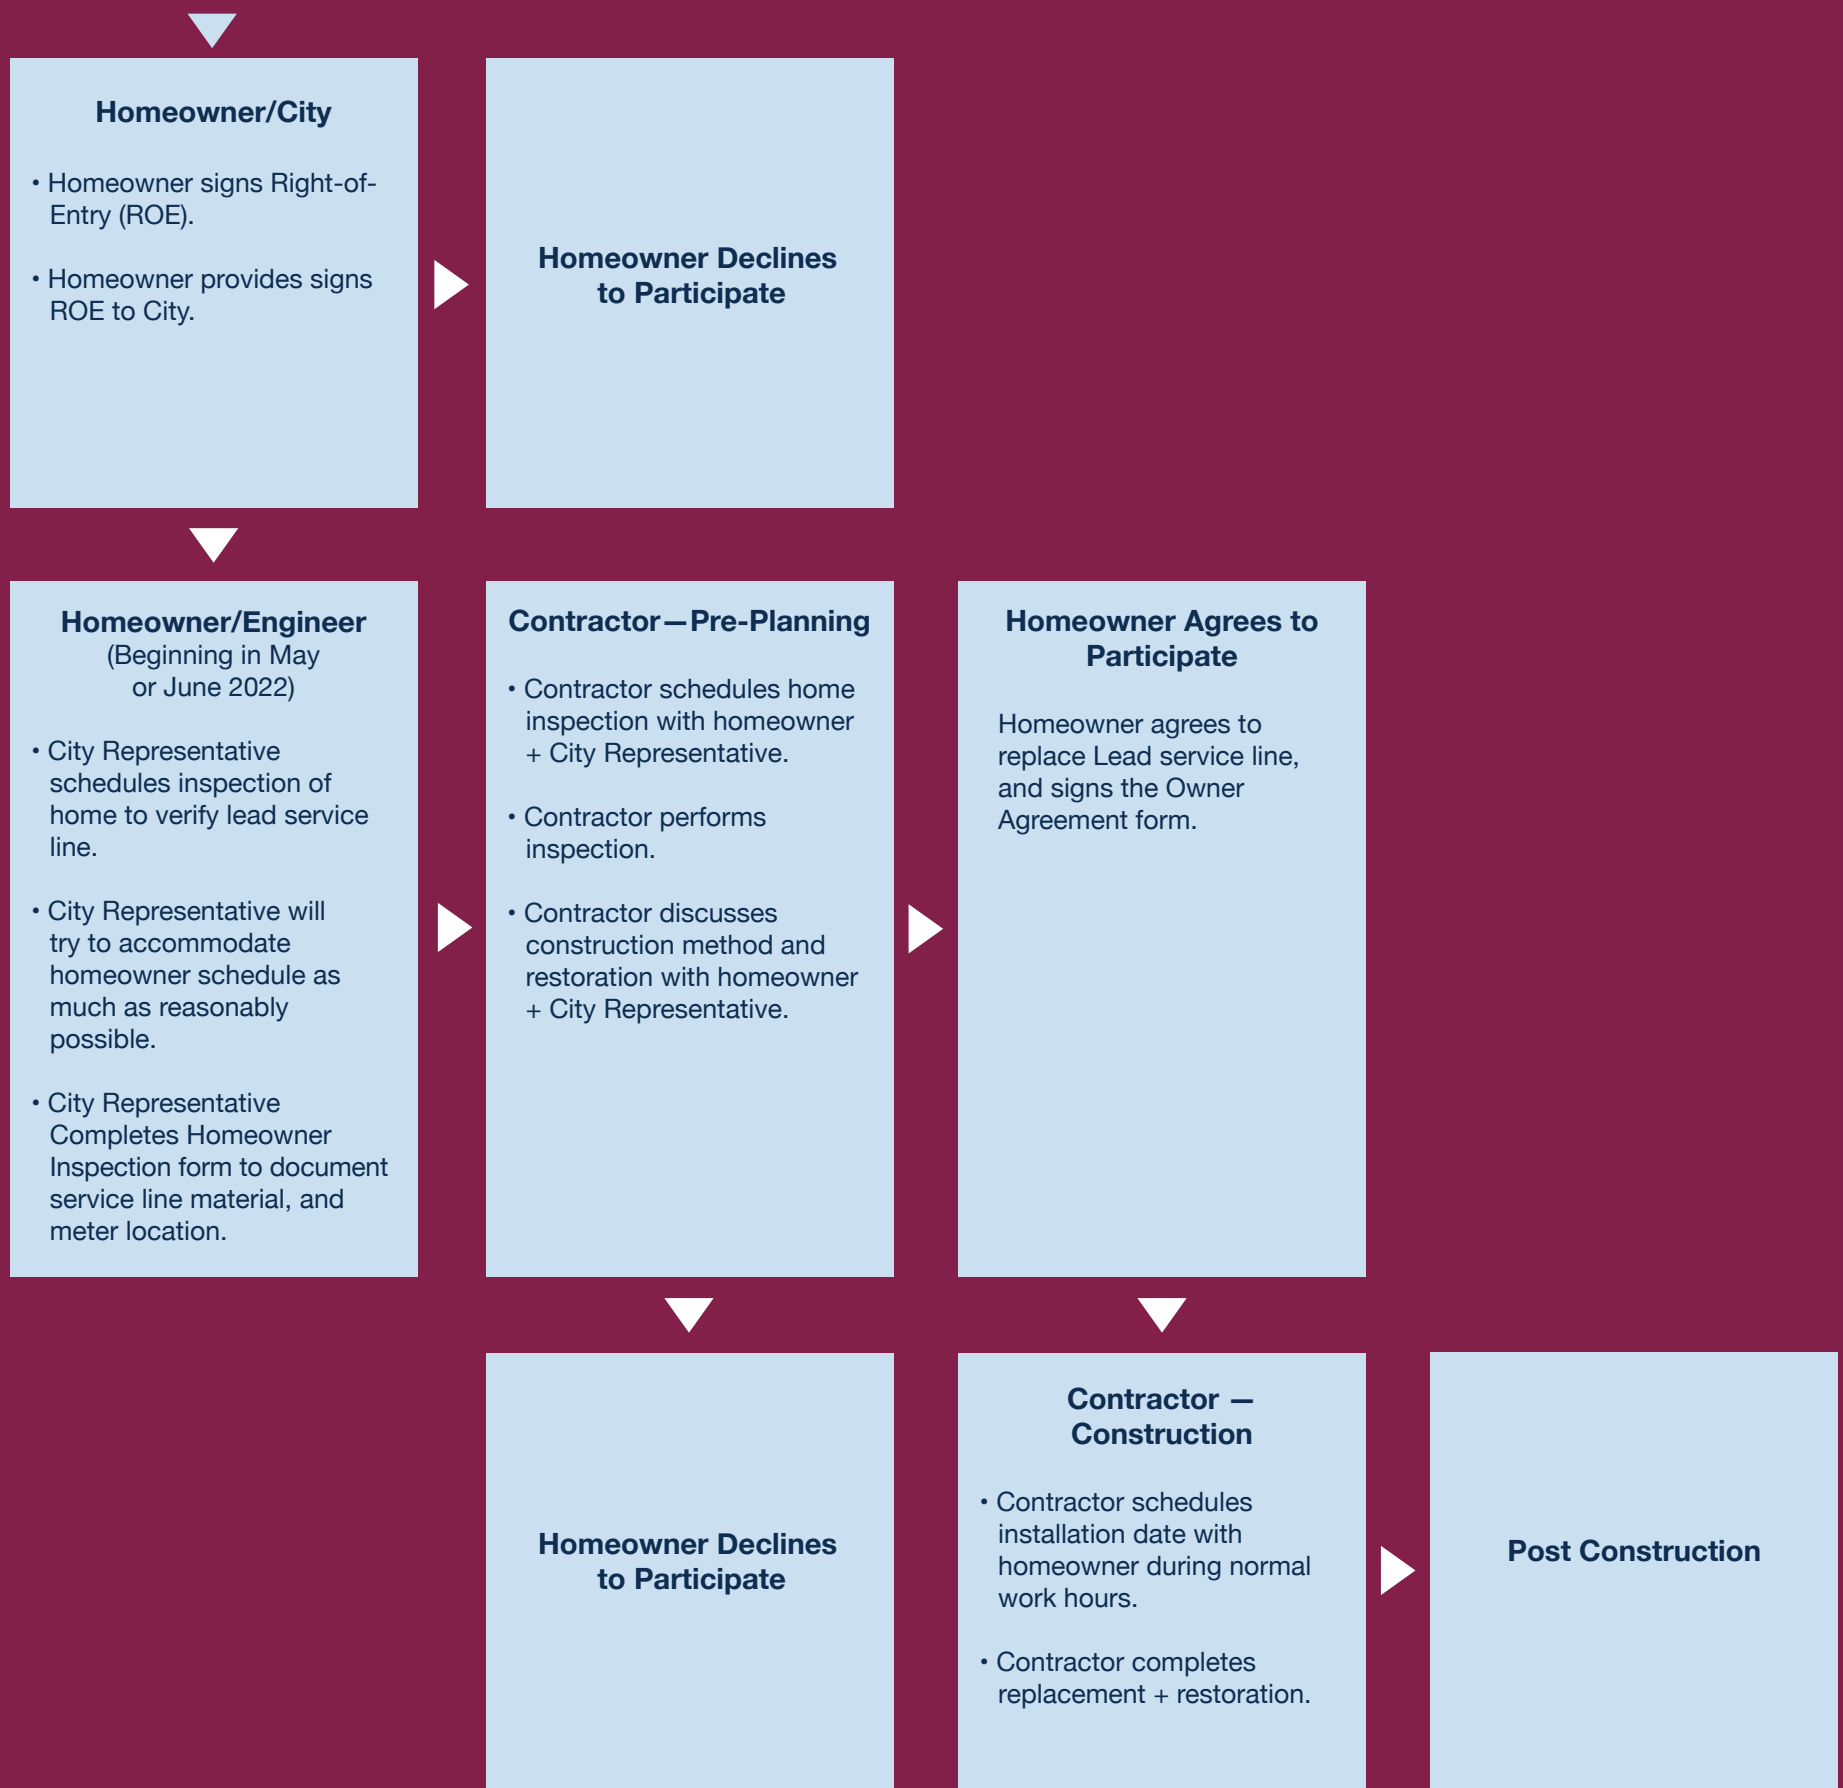 Homeowner/City
• Homeowner signs Right-of-
Entry (ROE).
• Homeowner provides signs
ROE to City.
Homeowner Declines
to Participate
Homeowner/Engineer
(Beginning in May
or June 2022)
• City Representative
schedules inspection of
home to verify lead service
line.
• City Representative will
try to accommodate
homeowner schedule as
much as reasonably
possible.
• City Representative
Completes Homeowner
Inspection form to document
service line material, and
meter location.
Contractor—Pre-Planning
• Contractor schedules home
inspection with homeowner
+ City Representative.
• Contractor performs
inspection.
• Contractor discusses
construction method and
restoration with homeowner
+ City Representative.
Homeowner Agrees to
Participate
Homeowner agrees to
replace Lead service line,
and signs the Owner
Agreement form.
Homeowner Declines
to Participate
Contractor —
Construction
• Contractor schedules
installation date with
homeowner during normal
work hours.
• Contractor completes
replacement + restoration.
Post Construction